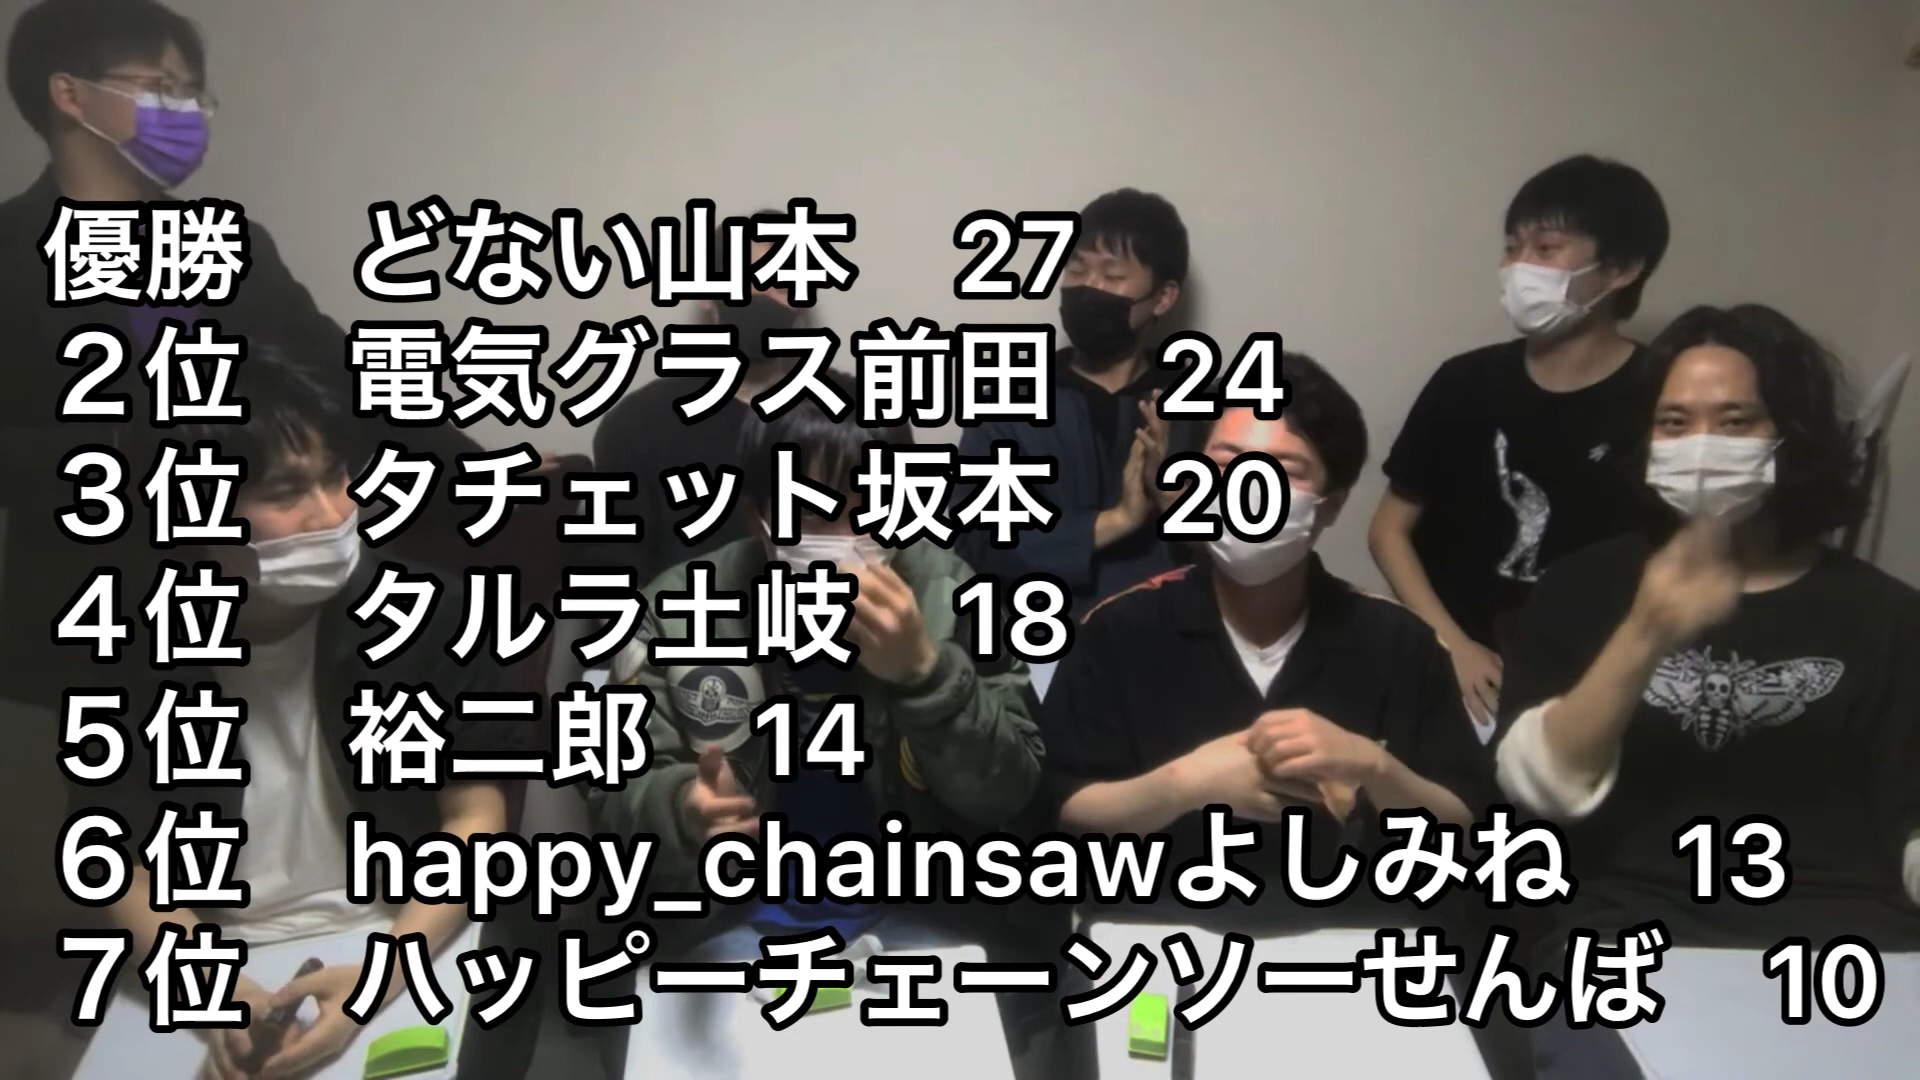 優勝　どない山本　27
２位　電気グラス前田　24
３位　タチェット坂本　20
４位　タルラ土岐　18
５位　裕二郎　14
６位　happy_chainsawよしみね　13
７位　ハッピーチェーンソーせんば　10